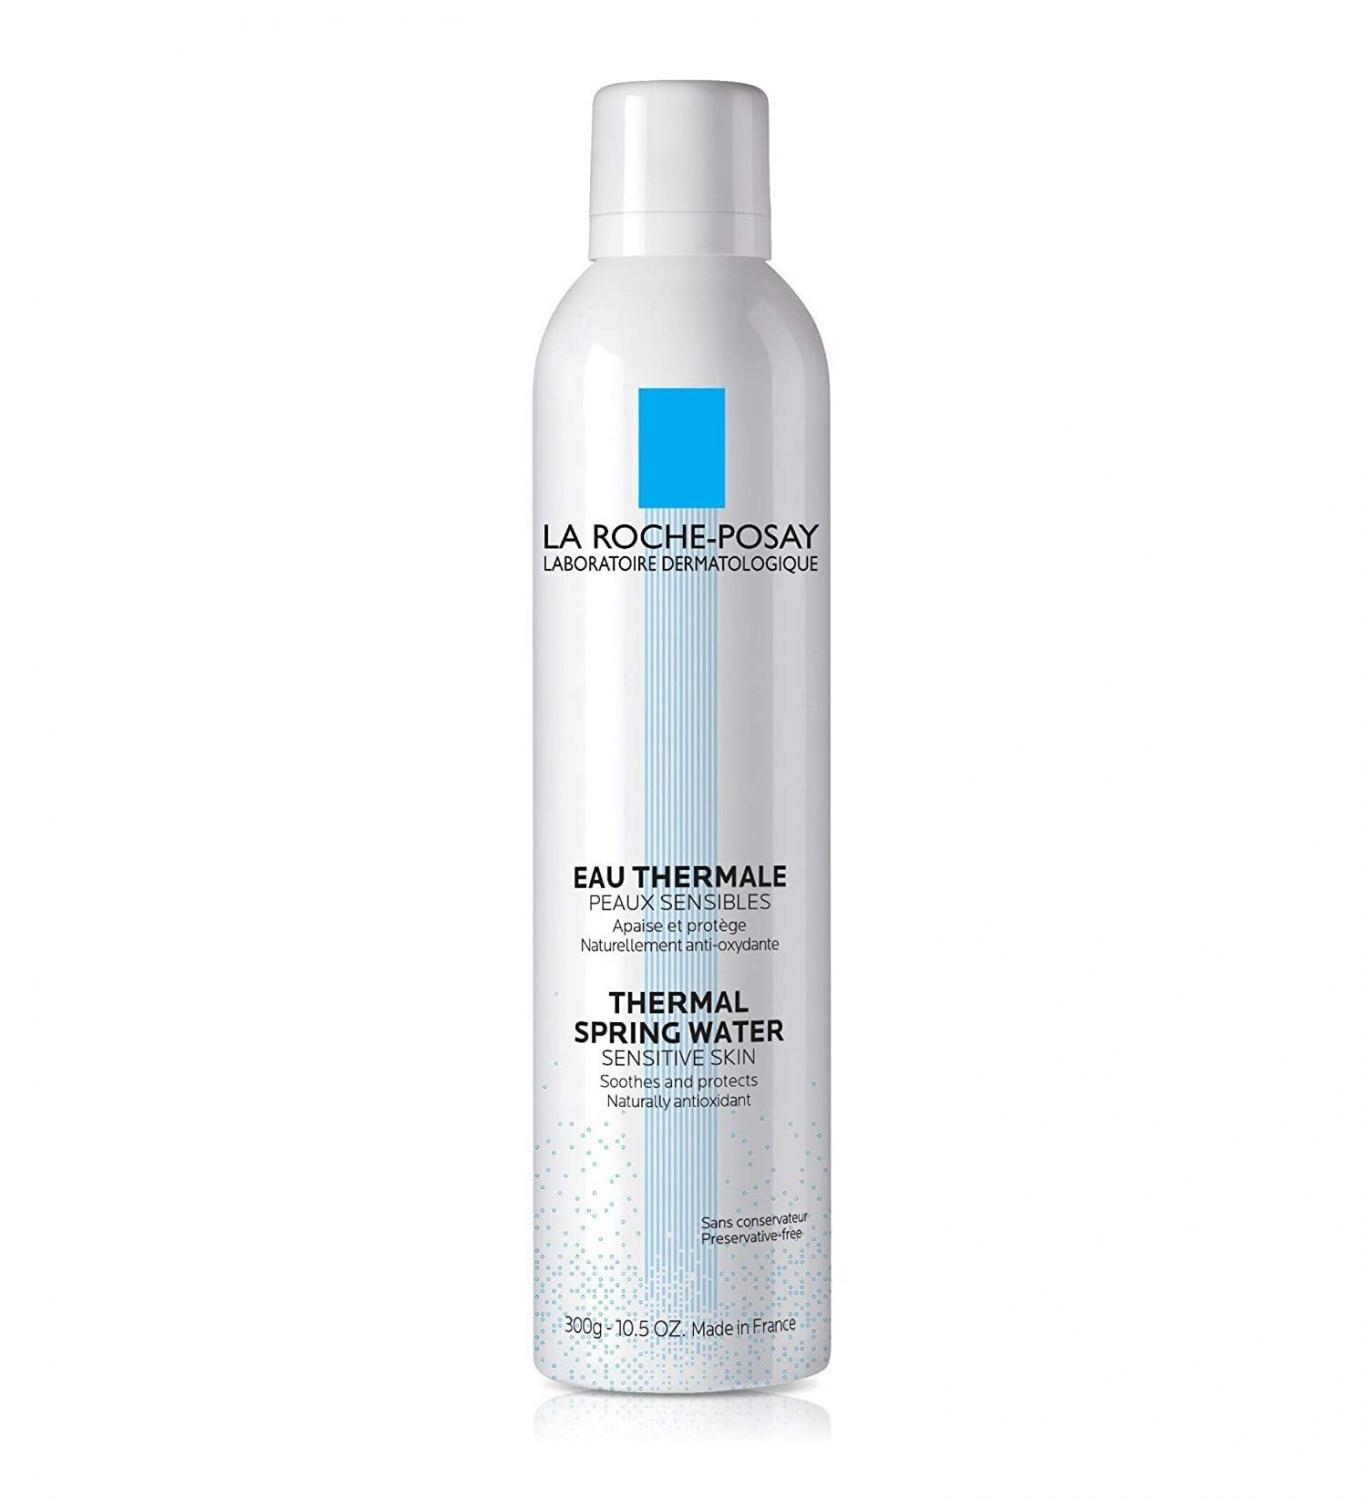 LA ROCHE-POSAY
LABORATOIRE DERMATOLOGIQUE
EAU THERMALE
PEAUX SENSIBLES
Apaise et protège
Naturellement anti-oxydante
THERMAL
SPRING WATER
SENSITIVE SKIN
Soothes and protects
Naturally antioxidant
Sans conservateur
Preservative-free
300g - 10.5 OZ. Made in France